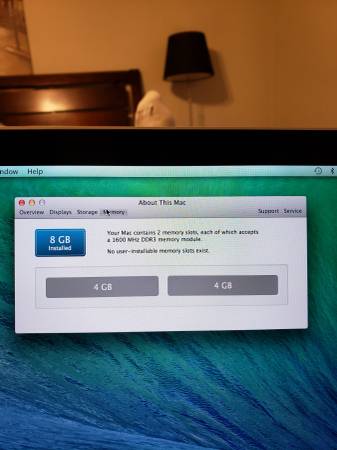 ndow Help
About This Mac
Overview Displays Storage Memory Support Service
8 GB
Installed
Your Mac contains 2 memory slots, each of which accepts
a 1600 MHz DDR3 memory module.
No user-installable memory slots exist.
4 GB 4 GB